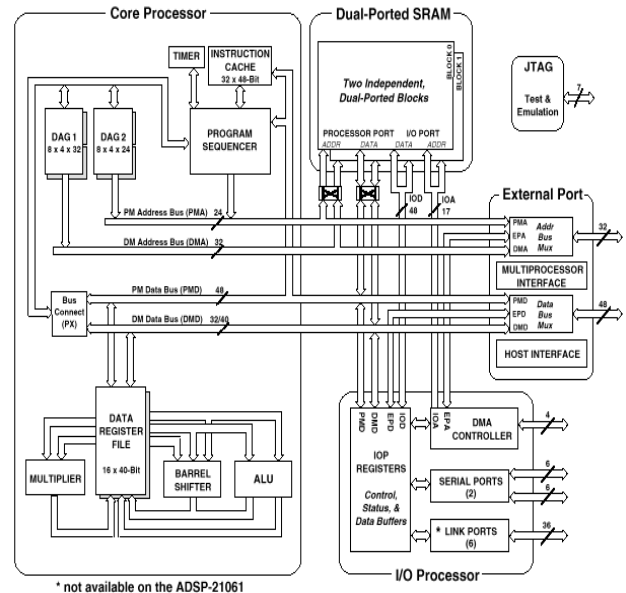 Core Processor
Dual-Ported SRAM
TIMER
INSTRUCTION
CACHE
32 x 48-Bit
BLOCK 0
BLOCK 1
Two Independent,
Dual-Ported Blocks
JTAG
Test &
Emulation
7
DAG 1
8 x 4 x 32
DAG 2
8 x 4 x 24
PROGRAM
SEQUENCER
PROCESSOR PORT
I/O PORT
ADDR
DATA
DATA
ADDR
IOD
48
IOA
17
External Port
PM Address Bus (PMA)
24
DM Address Bus (DMA)
32
PMA
EPA
DMA
Addr
Bus
Mux
32
MULTIPROCESSOR
INTERFACE
Bus
Connect
(PX)
PM Data Bus (PMD)
48
DM Data Bus (DMD)
32/40
PMD
EPD
DMD
Data
Bus
Mux
48
HOST INTERFACE
DATA
REGISTER
FILE
16 x 40-Bit
MULTIPLIER
BARREL
SHIFTER
ALU
PMD
DMD
EPD
IOD
IOA
EPA
IOP
REGISTERS
Control,
Status, &
Data Buffers
DMA
CONTROLLER
4
SERIAL PORTS
(2)
6
6
* LINK PORTS
(6)
36
I/O Processor
* not available on the ADSP-21061